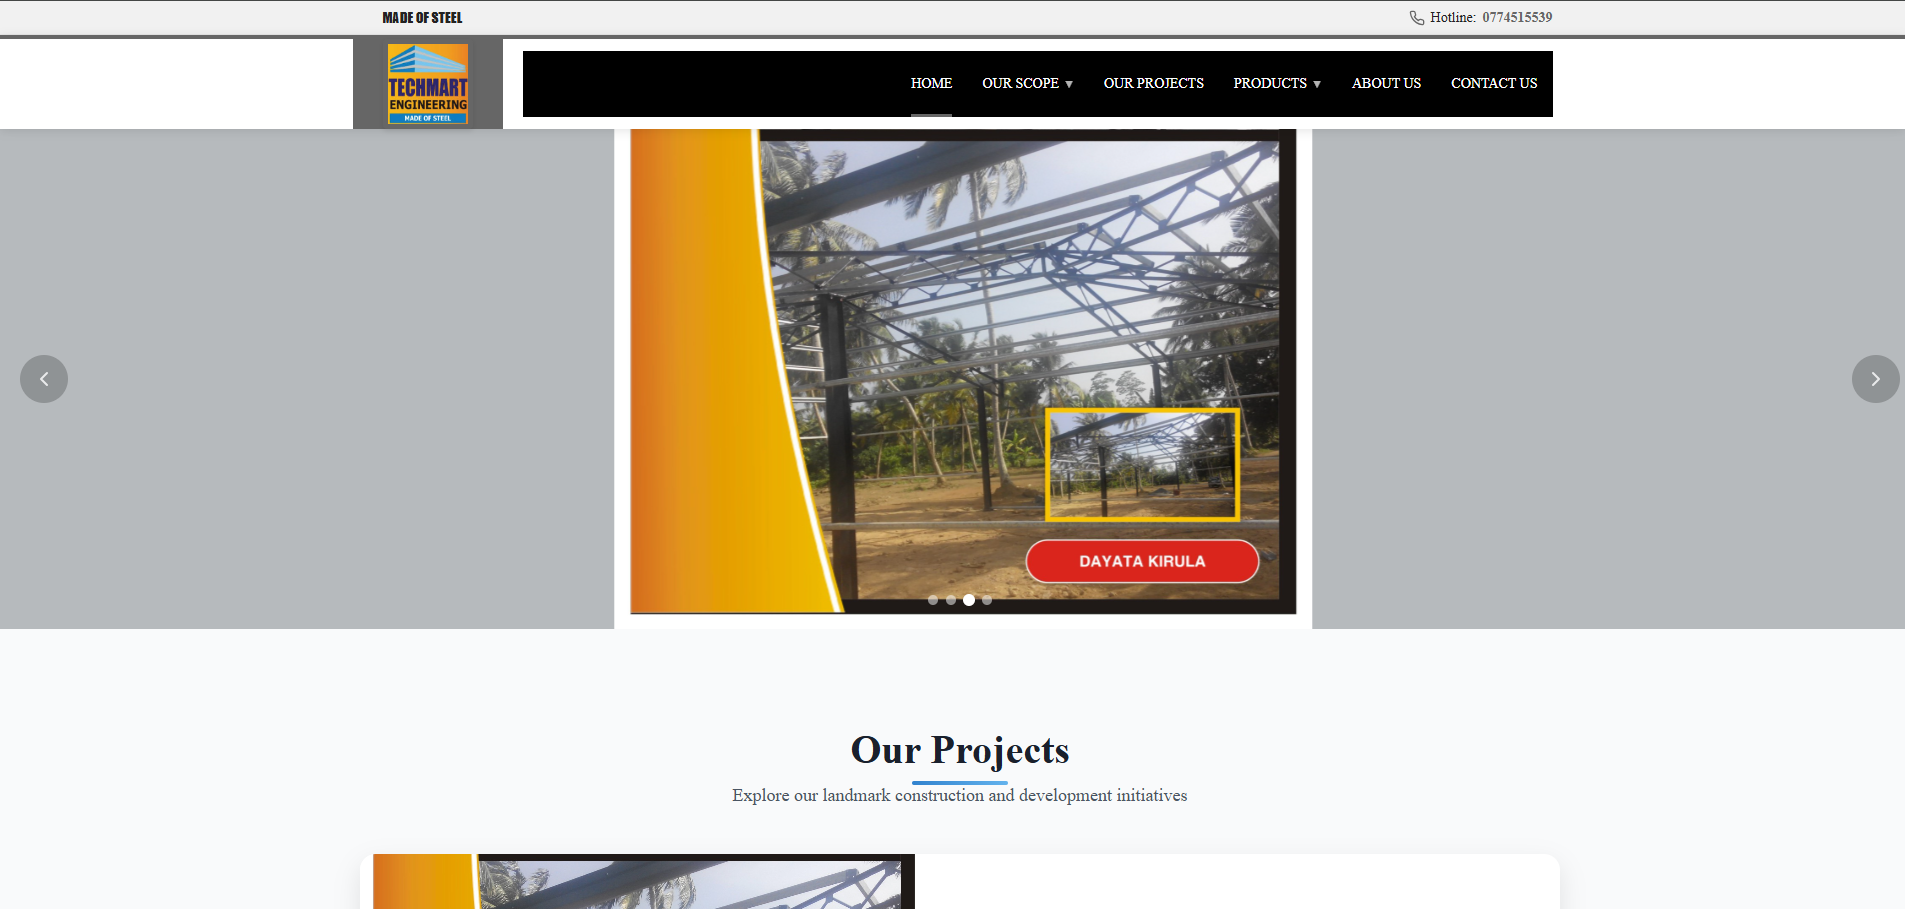 MADE OF STEEL
Hotline: 0774515539
TECHMART
ENGINEERING
MADE OF STEEL
HOME OUR SCOPE ▼ OUR PROJECTS PRODUCTS ▼ ABOUT US CONTACT US
DAYATA KIRULA
Our Projects
Explore our landmark construction and development initiatives